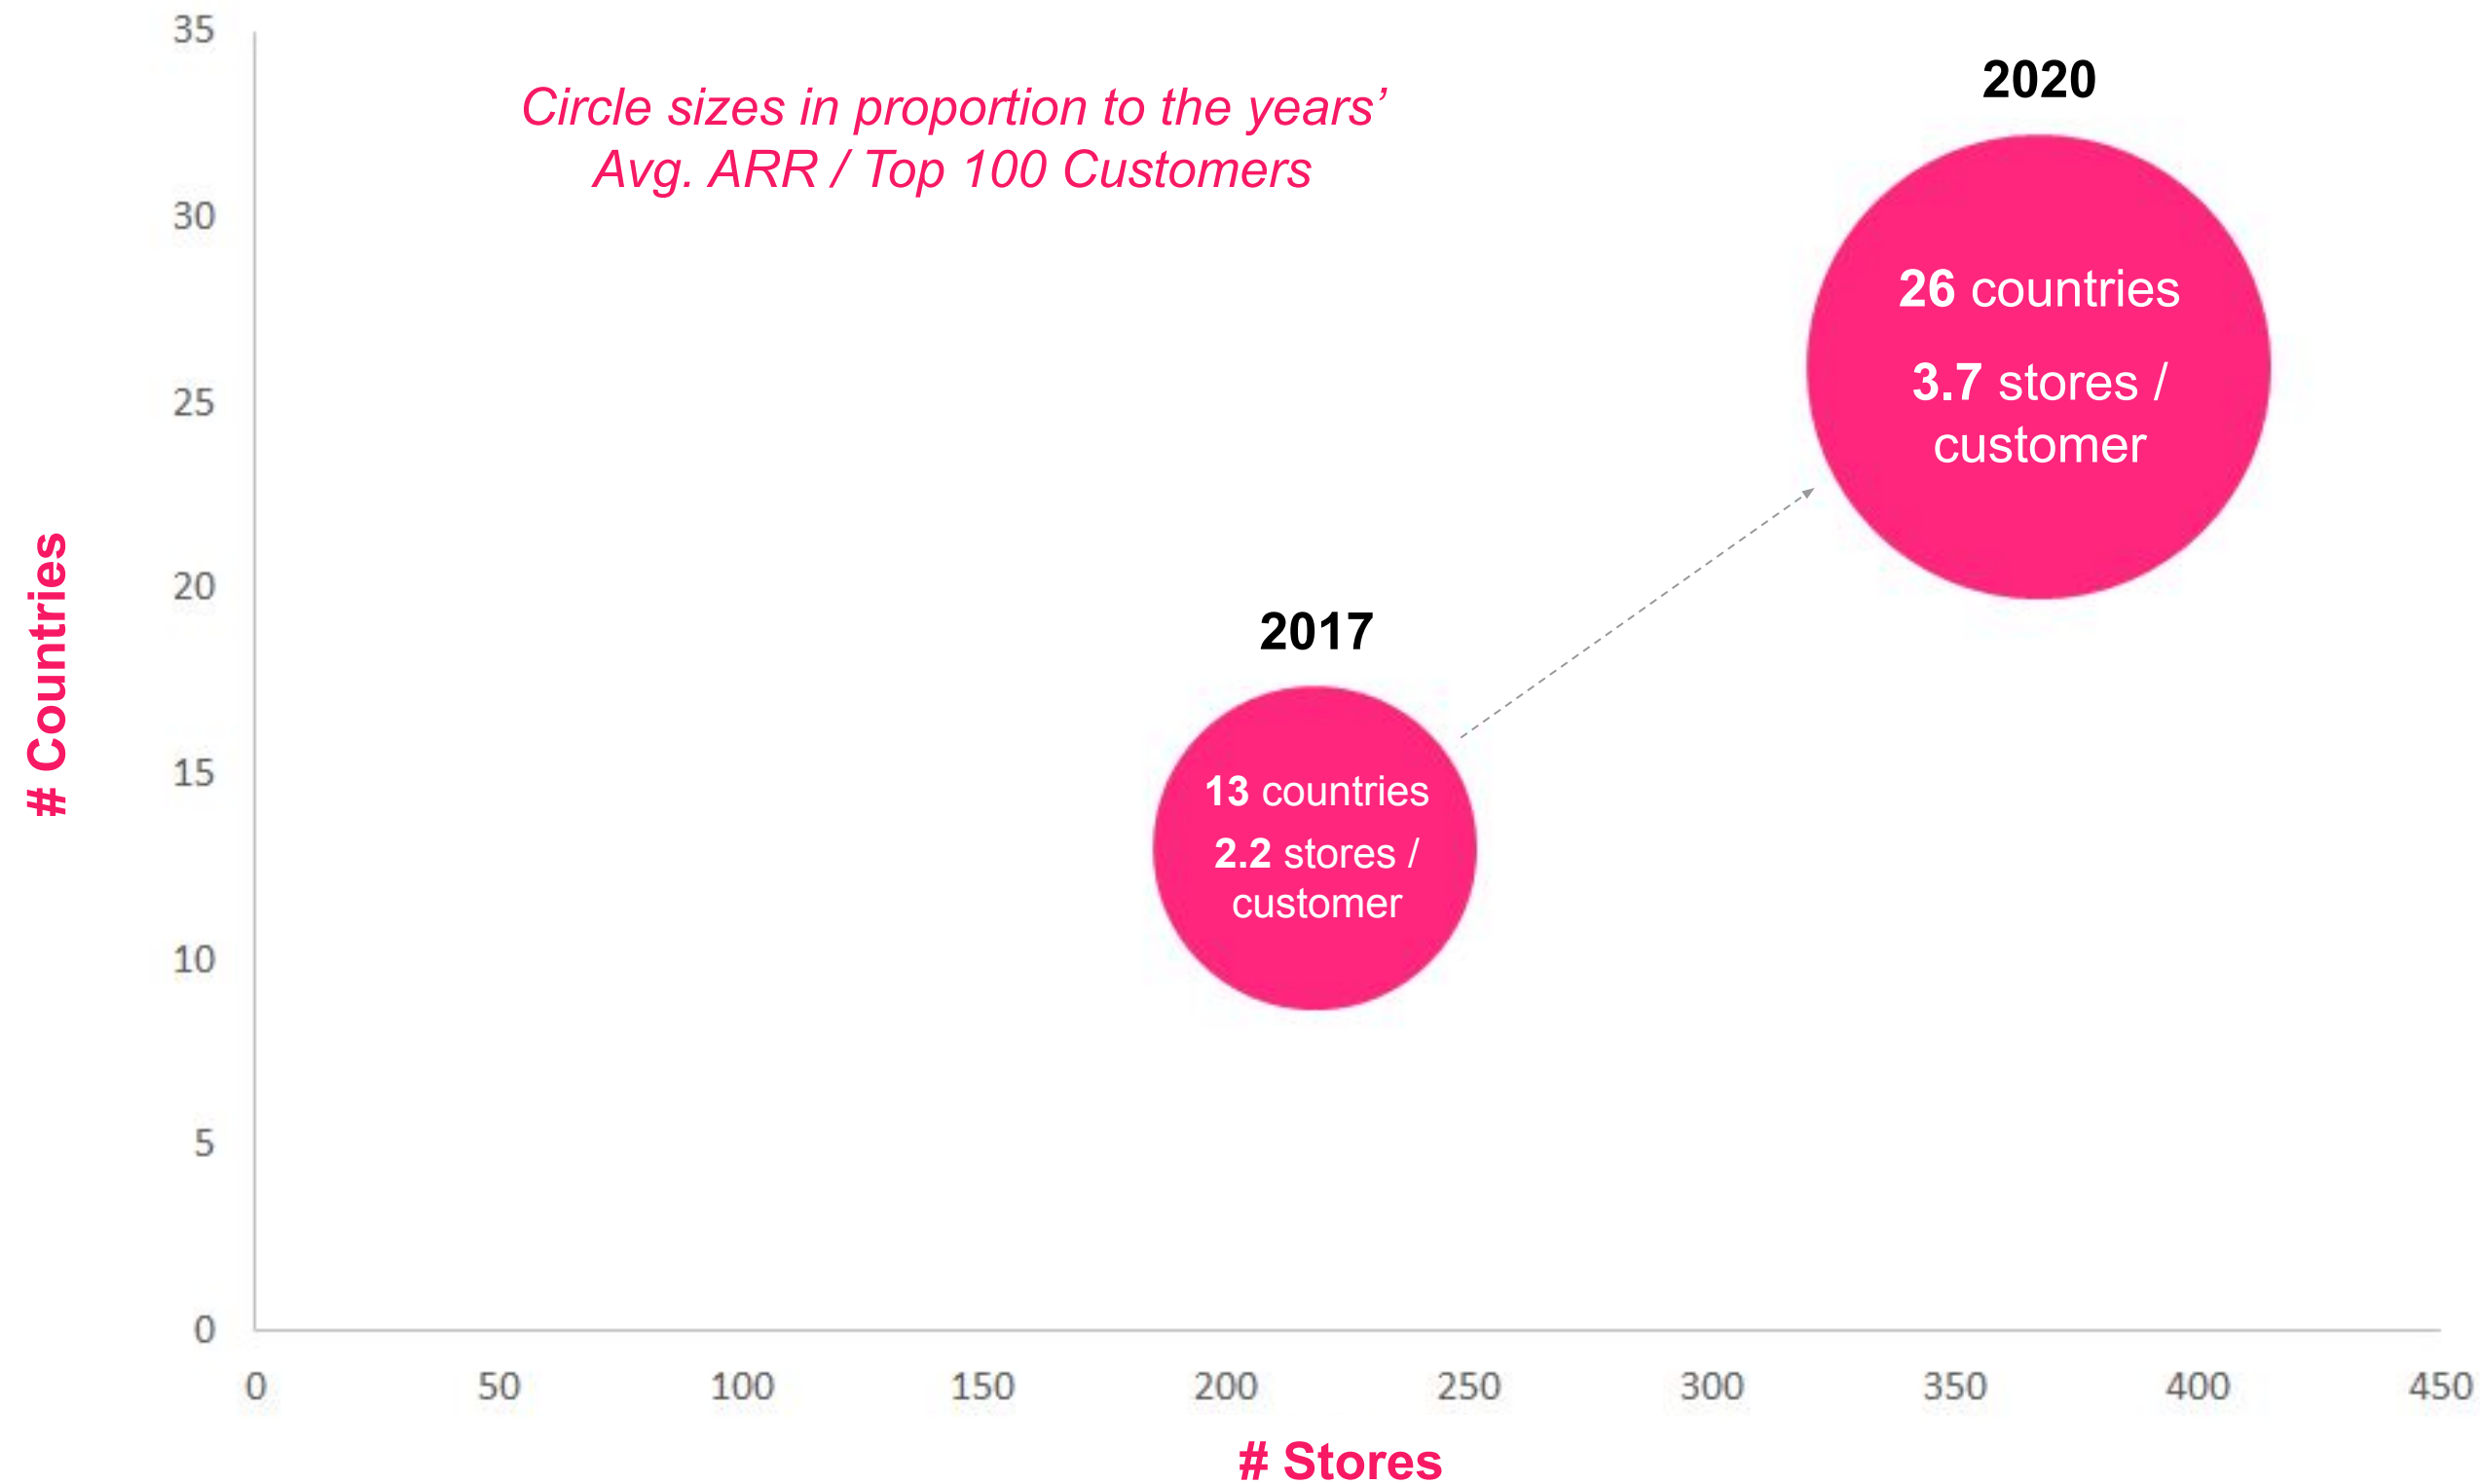 Circle sizes in proportion to the years’
Avg. ARR / Top 100 Customers
2020
26 countries
3.7 stores /
customer
2017
13 countries
2.2 stores /
customer
# Countries
35
30
25
20
15
10
5
0
0 50 100 150 200 250 300 350 400 450
# Stores